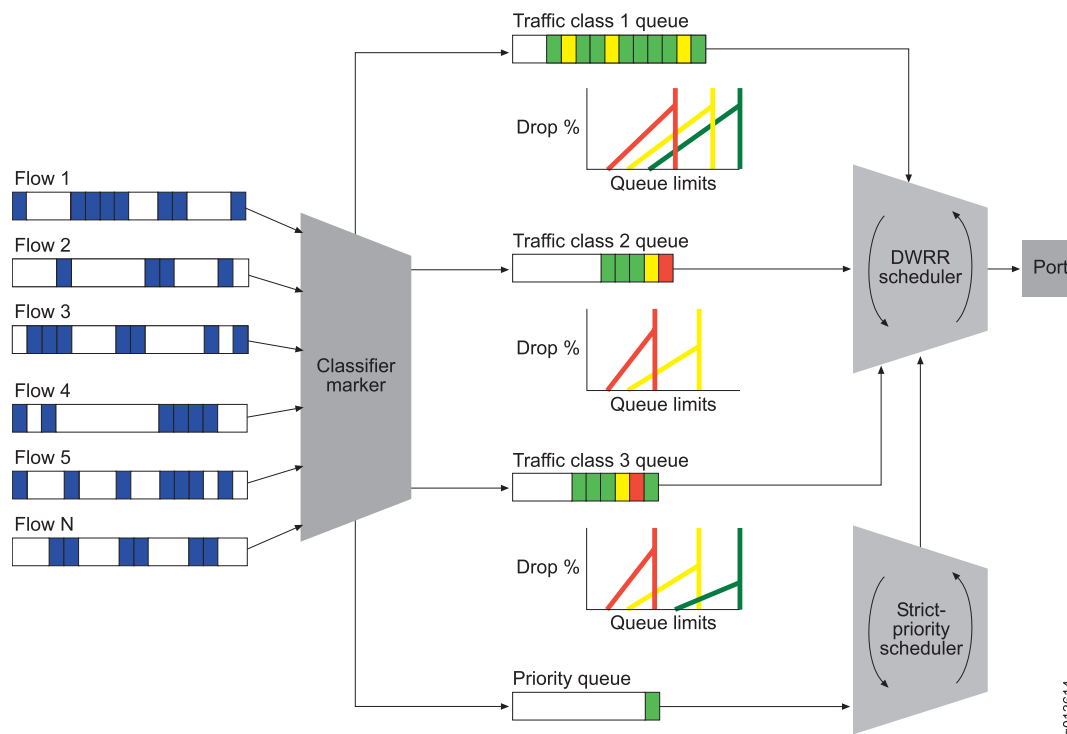 Traffic class 1 queue
Drop %
Queue limits
Flow 1
Flow 2
Flow 3
Flow 4
Flow 5
Flow N
Classifier
marker
Traffic class 2 queue
Drop %
Queue limits
DWRR
scheduler
Port
Traffic class 3 queue
Drop %
Queue limits
Strict-
priority
scheduler
Priority queue